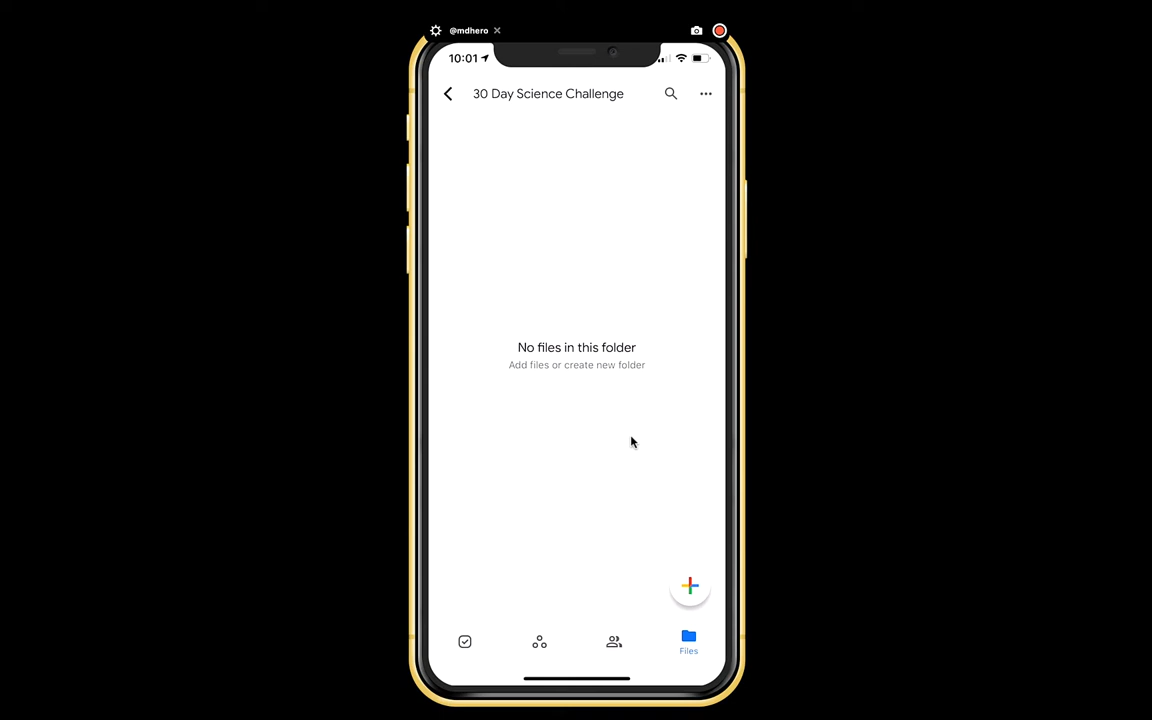 @mdhero
10:01
30 Day Science Challenge
No files in this folder
Add files or create new folder
Files